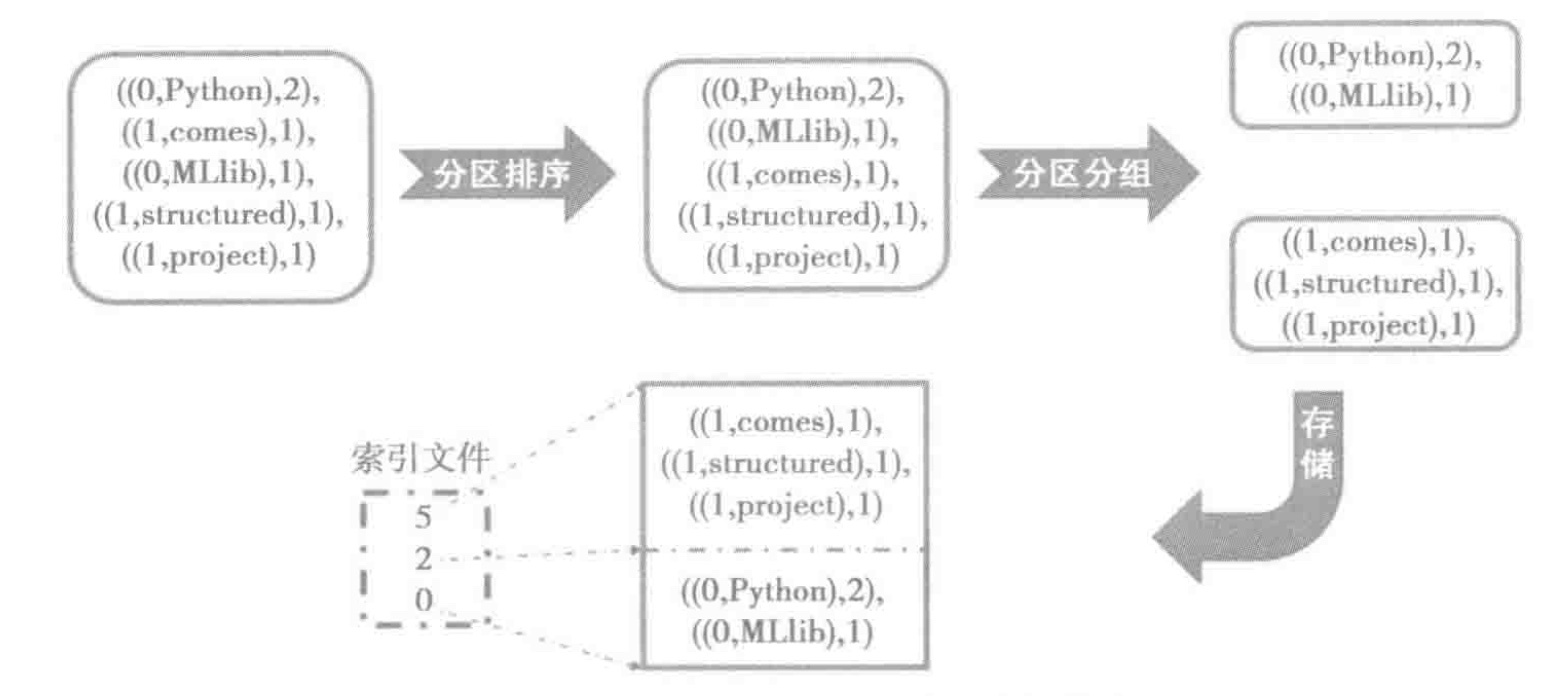 ((0,Python),2),
((1,comes),1),
((0,MLlib),1),
((1,structured),1),
((1,project),1)
分区排序
((0,Python),2),
((0,MLlib),1),
((1,comes),1),
((1,structured),1),
((1,project),1)
分区分组
((0,Python),2),
((0,MLlib),1)
((1,comes),1),
((1,structured),1),
((1,project),1)
存
储
((1,comes),1),
((1,structured),1),
((1,project),1)
((0,Python),2),
((0,MLlib),1)
索引文件
5
2
0